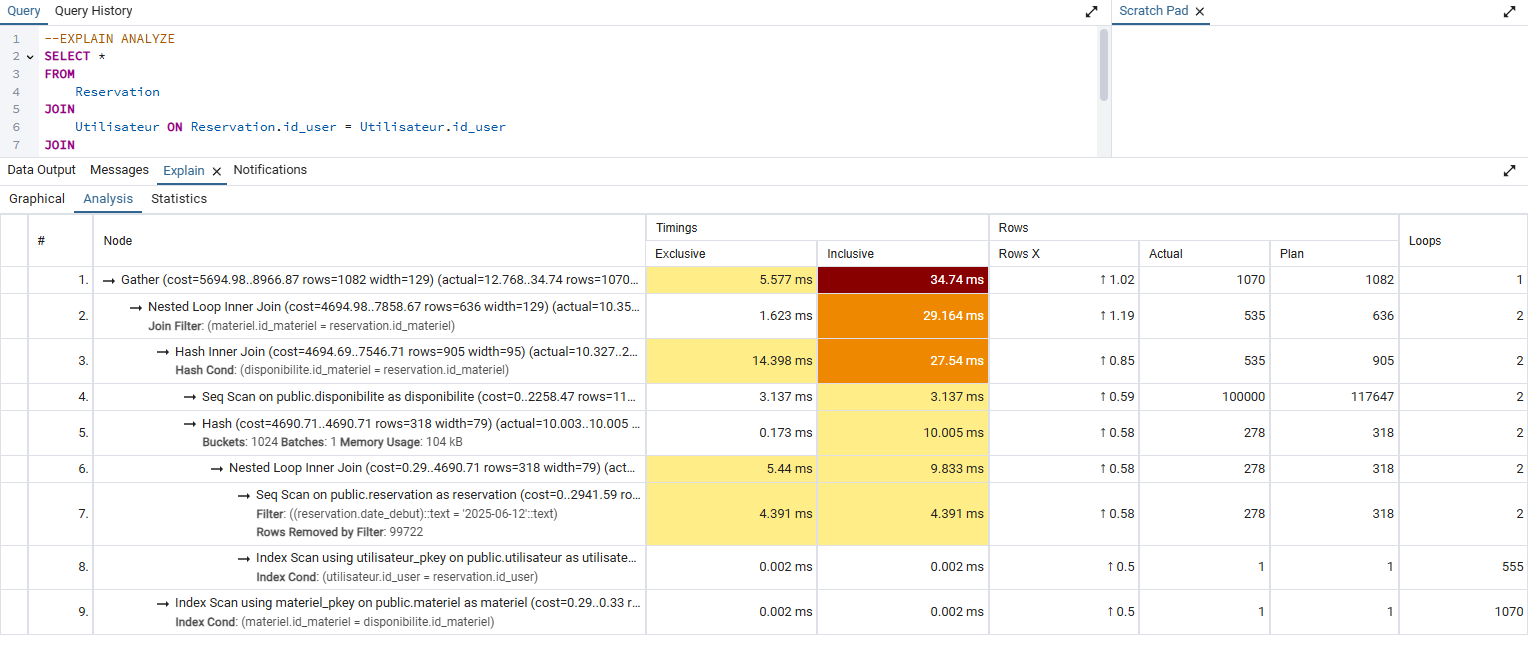 Query Query History Scratch Pad
1 --EXPLAIN ANALYZE
2 SELECT *
3 FROM
4 Reservation
5 JOIN
6 Utilisateur ON Reservation.id_user = Utilisateur.id_user
7 JOIN
Data Output Messages Explain Notifications
Graphical Analysis Statistics
# Node Timings Rows Loops
Exclusive Inclusive Rows X Actual Plan
1. → Gather (cost=5694.98..8966.87 rows=1082 width=129) (actual=12.768..34.74 rows=1070... 5.577 ms 34.74 ms ↑ 1.02 1070 1082 1
2. → Nested Loop Inner Join (cost=4694.98..7858.67 rows=636 width=129) (actual=10.35... 1.623 ms 29.164 ms ↑ 1.19 535 636 2
Join Filter: (materiel.id_materiel = reservation.id_materiel)
3. → Hash Inner Join (cost=4694.69..7546.71 rows=905 width=95) (actual=10.327..2... 14.398 ms 27.54 ms ↑ 0.85 535 905 2
Hash Cond: (disponibilite.id_materiel = reservation.id_materiel)
4. → Seq Scan on public.disponibilite as disponibilite (cost=0..2258.47 rows=11... 3.137 ms 3.137 ms ↑ 0.59 100000 117647 2
5. → Hash (cost=4690.71..4690.71 rows=318 width=79) (actual=10.003..10.005 ... 0.173 ms 10.005 ms ↑ 0.58 278 318 2
Buckets: 1024 Batches: 1 Memory Usage: 104 kB
6. → Nested Loop Inner Join (cost=0.29..4690.71 rows=318 width=79) (act... 5.44 ms 9.833 ms ↑ 0.58 278 318 2
7. → Seq Scan on public.reservation as reservation (cost=0..2941.59 ro... 4.391 ms 4.391 ms ↑ 0.58 278 318 2
Filter: ((reservation.date_debut)::text = '2025-06-12'::text)
Rows Removed by Filter: 99722
8. → Index Scan using utilisateur_pkey on public.utilisateur as utilisate... 0.002 ms 0.002 ms ↑ 0.5 1 1 555
Index Cond: (utilisateur.id_user = reservation.id_user)
9. → Index Scan using materiel_pkey on public.materiel as materiel (cost=0.29..0.33 r... 0.002 ms 0.002 ms ↑ 0.5 1 1 1070
Index Cond: (materiel.id_materiel = disponibilite.id_materiel)